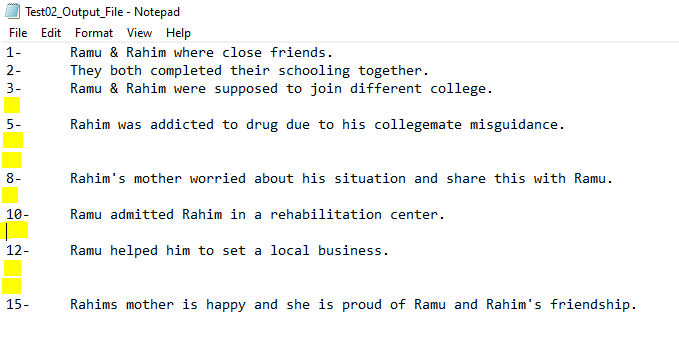 Test02_Output_File - Notepad
File Edit Format View Help
1- Ramu & Rahim where close friends.
2- They both completed their schooling together.
3- Ramu & Rahim were supposed to join different college.
5- Rahim was addicted to drug due to his collegemate misguidance.
8- Rahim's mother worried about his situation and share this with Ramu.
10- Ramu admitted Rahim in a rehabilitation center.
12- Ramu helped him to set a local business.
15- Rahims mother is happy and she is proud of Ramu and Rahim's friendship.